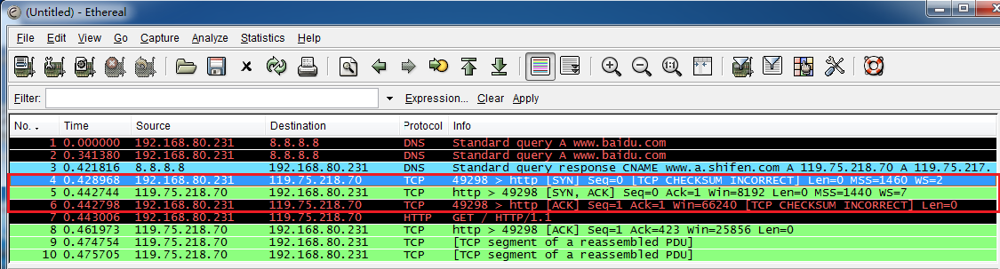 (Untitled) - Ethereal
File Edit View Go Capture Analyze Statistics Help
Filter: Expression... Clear Apply
No. Time Source Destination Protocol Info
1 0.000000 192.168.80.231 8.8.8.8 DNS Standard query A www.baidu.com
2 0.341380 192.168.80.231 8.8.8.8 DNS Standard query A www.baidu.com
3 0.421816 8.8.8.8 192.168.80.231 DNS Standard query response CNAME www.a.shifen.com A 119.75.218.70 A 119.75.217.
4 0.428968 192.168.80.231 119.75.218.70 TCP 49298 > http [SYN] Seq=0 [TCP CHECKSUM INCORRECT] Len=0 MSS=1460 WS=2
5 0.442744 119.75.218.70 192.168.80.231 TCP http > 49298 [SYN, ACK] Seq=0 Ack=1 Win=8192 Len=0 MSS=1440 WS=7
6 0.442798 192.168.80.231 119.75.218.70 TCP 49298 > http [ACK] Seq=1 Ack=1 Win=66240 [TCP CHECKSUM INCORRECT] Len=0
7 0.443006 192.168.80.231 119.75.218.70 HTTP GET / HTTP/1.1
8 0.461973 119.75.218.70 192.168.80.231 TCP http > 49298 [ACK] Seq=1 Ack=423 Win=25856 Len=0
9 0.474754 119.75.218.70 192.168.80.231 TCP [TCP segment of a reassembled PDU]
10 0.475705 119.75.218.70 192.168.80.231 TCP [TCP segment of a reassembled PDU]